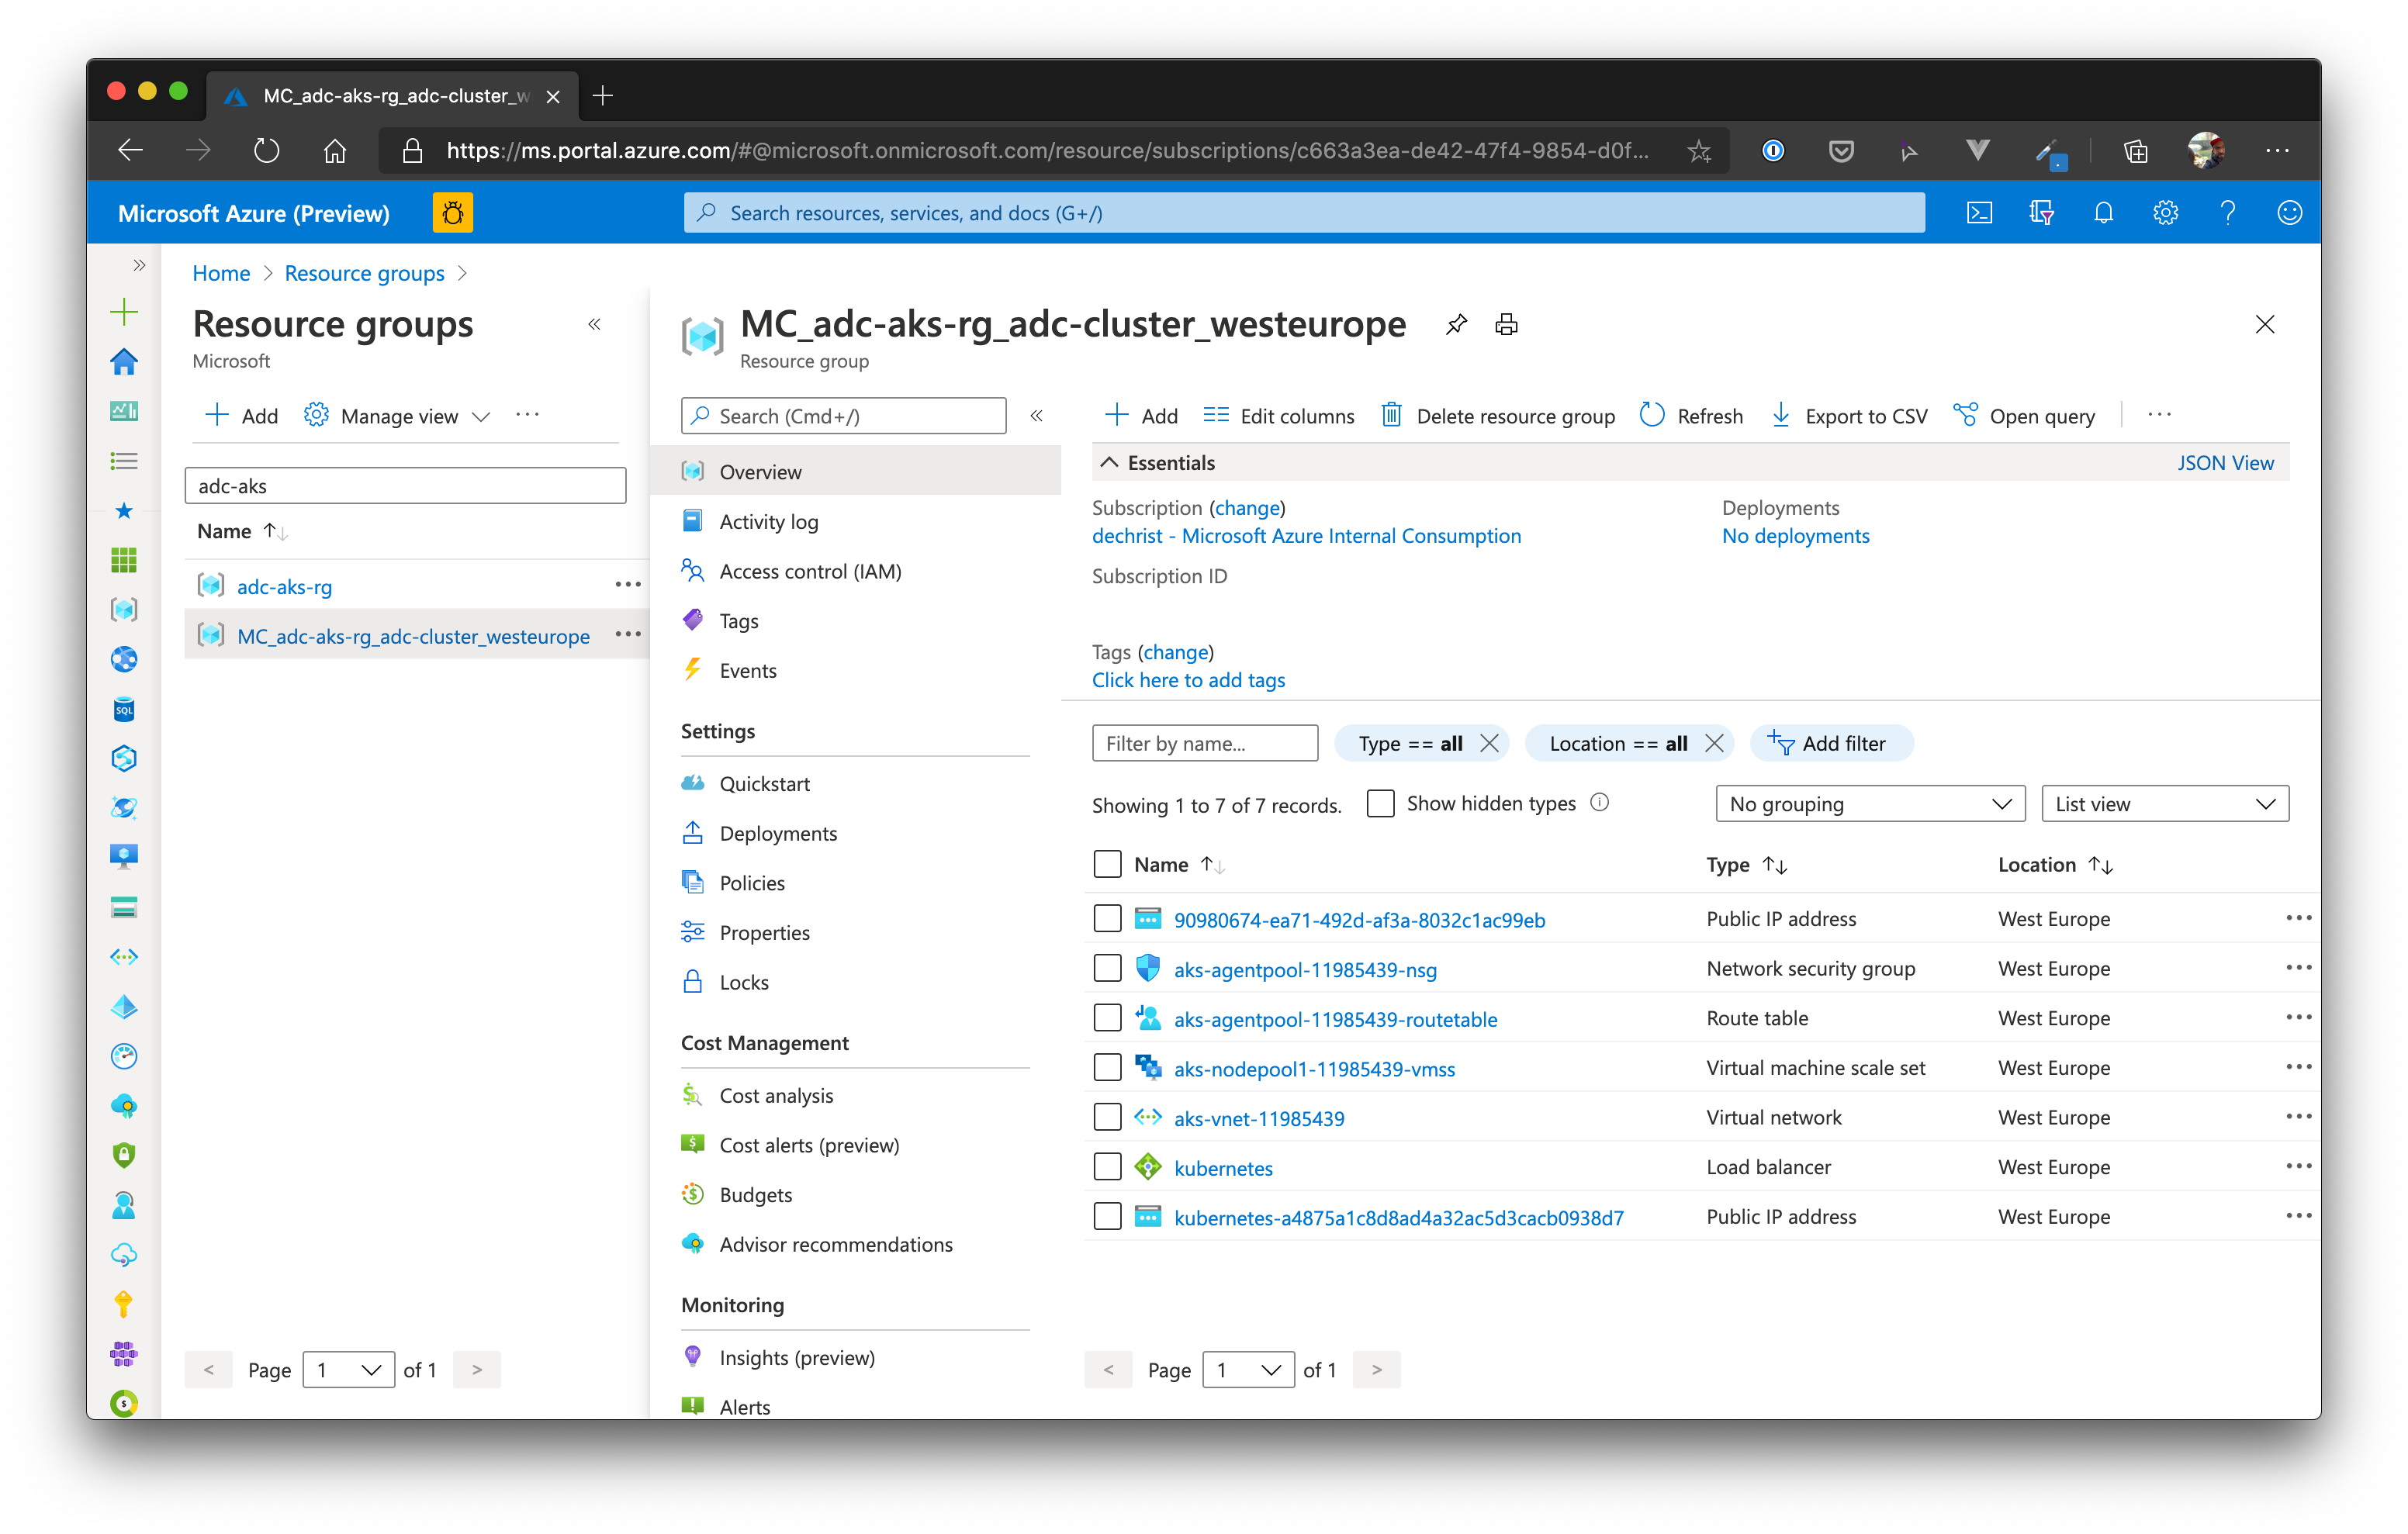 MC_adc-aks-rg_adc-cluster_w
https://ms.portal.azure.com/#@microsoft.onmicrosoft.com/resource/subscriptions/c663a3ea-de42-47f4-9854-d0f...
Microsoft Azure (Preview)
Search resources, services, and docs (G+/)
Home > Resource groups >
Resource groups
Microsoft
Add
Manage view
adc-aks
Name
adc-aks-rg
MC_adc-aks-rg_adc-cluster_westeurope
< Page 1 of 1 >
MC_adc-aks-rg_adc-cluster_westeurope
Resource group
Search (Cmd+/)
Overview
Activity log
Access control (IAM)
Tags
Events
Settings
Quickstart
Deployments
Policies
Properties
Locks
Cost Management
Cost analysis
Cost alerts (preview)
Budgets
Advisor recommendations
Monitoring
Insights (preview)
Alerts
Add Edit columns Delete resource group Refresh Export to CSV Open query
Essentials JSON View
Subscription (change)
dechrist - Microsoft Azure Internal Consumption
Subscription ID
Deployments
No deployments
Tags (change)
Click here to add tags
Filter by name... Type == all Location == all Add filter
Showing 1 to 7 of 7 records. Show hidden types No grouping List view
Name Type Location
90980674-ea71-492d-af3a-8032c1ac99eb Public IP address West Europe
aks-agentpool-11985439-nsg Network security group West Europe
aks-agentpool-11985439-routetable Route table West Europe
aks-nodepool1-11985439-vmss Virtual machine scale set West Europe
aks-vnet-11985439 Virtual network West Europe
kubernetes Load balancer West Europe
kubernetes-a4875a1c8d8ad4a32ac5d3cacb0938d7 Public IP address West Europe
< Page 1 of 1 >